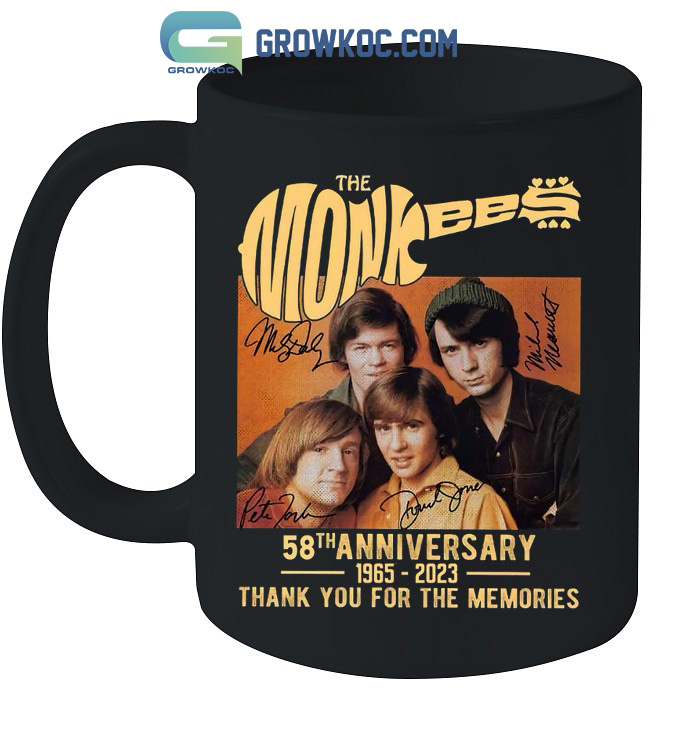 GROWKOC
GROWKOC.COM
THE
MONKEES
58TH ANNIVERSARY
1965 - 2023
THANK YOU FOR THE MEMORIES